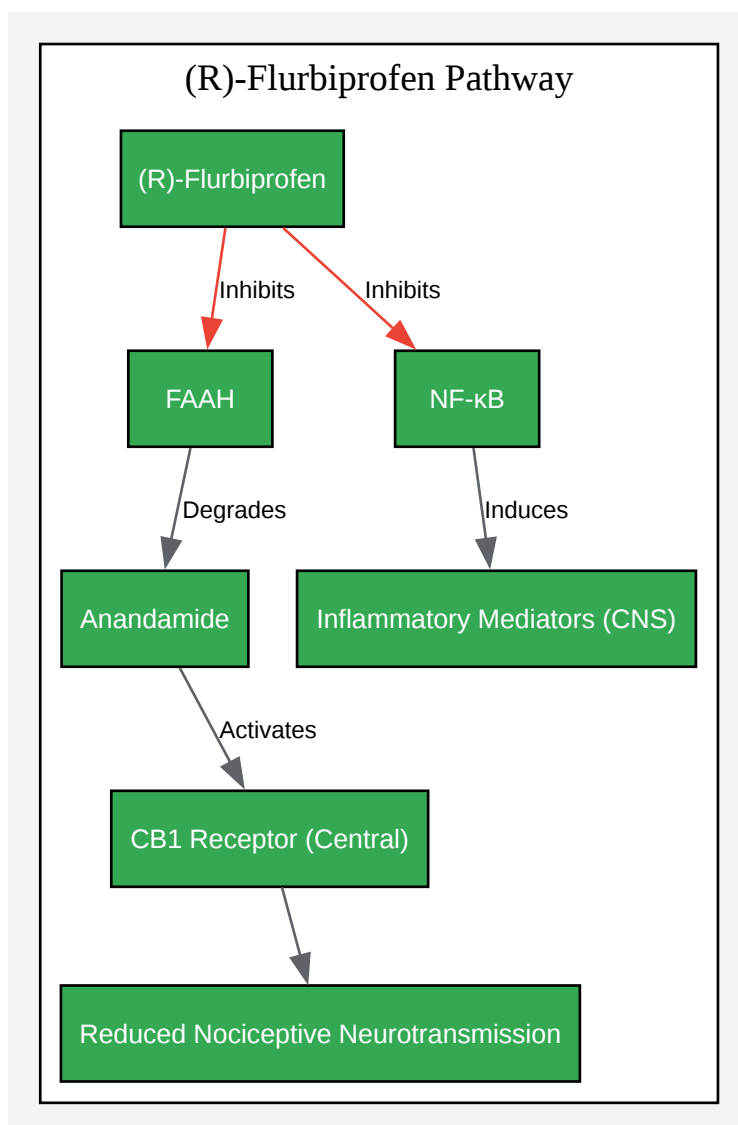 (R)-Flurbiprofen Pathway
(R)-Flurbiprofen
Inhibits
Inhibits
FAAH
NF-κB
Degrades
Induces
Anandamide
Inflammatory Mediators (CNS)
Activates
CB1 Receptor (Central)
Reduced Nociceptive Neurotransmission